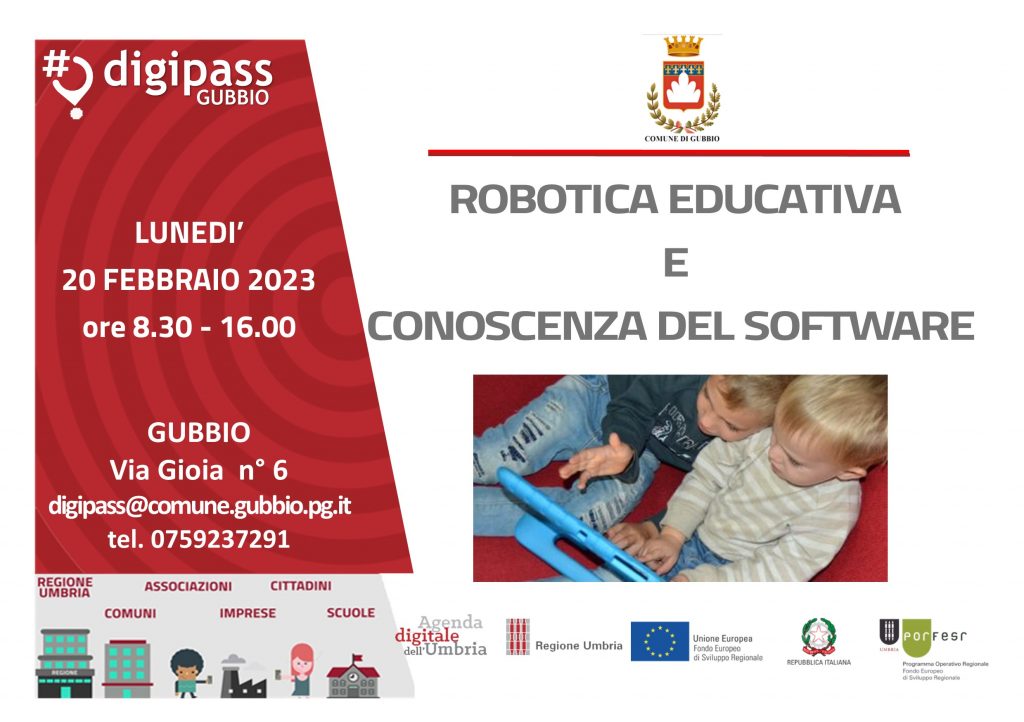 # digipass
GUBBIO
LUNEDI’
20 FEBBRAIO 2023
ore 8.30 - 16.00
GUBBIO
Via Gioia n° 6
digipass@comune.gubbio.pg.it
tel. 0759237291
REGIONE
UMBRIA
ASSOCIAZIONI
CITTADINI
COMUNI
IMPRESE
SCUOLE
REGIONE
COMUNE DI GUBBIO
ROBOTICA EDUCATIVA
E
CONOSCENZA DEL SOFTWARE
Agenda
digitale
dell'Umbria
Regione Umbria
Unione Europea
Fondo Europeo
di Sviluppo Regionale
REPUBBLICA ITALIANA
UMBRIA
porfesr
Programma Operativo Regionale
Fondo Europeo
di Sviluppo Regionale